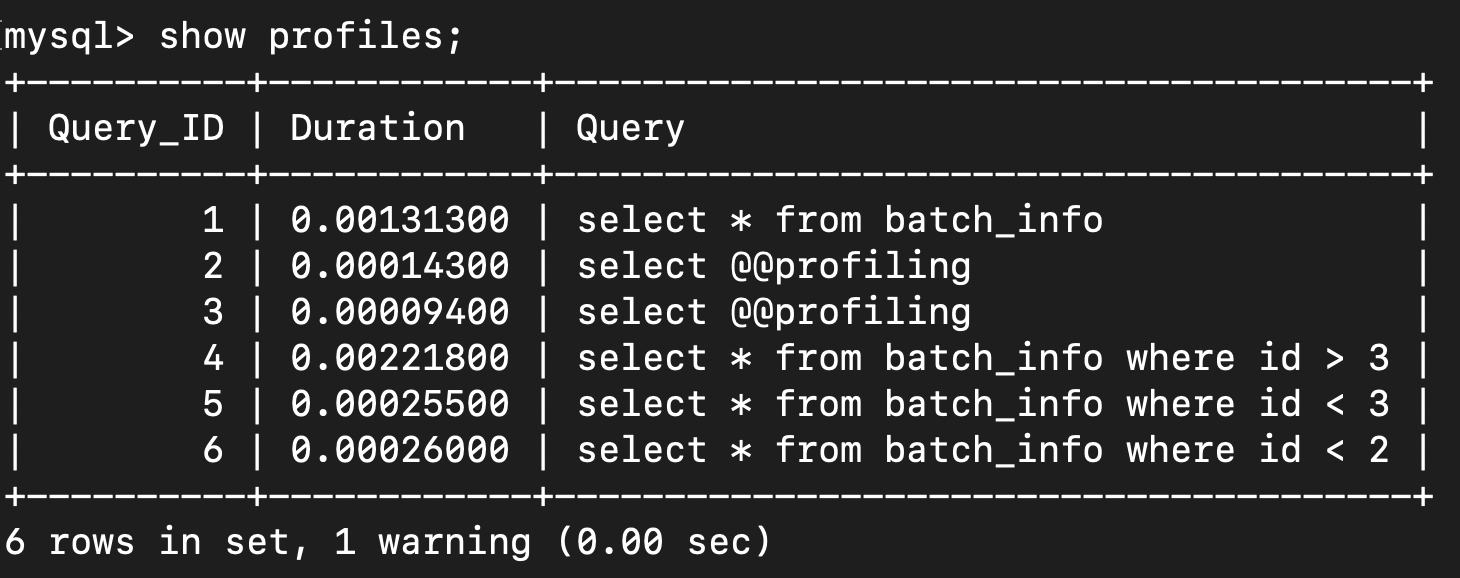 mysql> show profiles;
+----------+------------+---------------------------------------+
| Query_ID | Duration   | Query                                 |
+----------+------------+---------------------------------------+
|        1 | 0.00131300 | select * from batch_info              |
|        2 | 0.00014300 | select @@profiling                    |
|        3 | 0.00009400 | select @@profiling                    |
|        4 | 0.00221800 | select * from batch_info where id > 3 |
|        5 | 0.00025500 | select * from batch_info where id < 3 |
|        6 | 0.00026000 | select * from batch_info where id < 2 |
+----------+------------+---------------------------------------+
6 rows in set, 1 warning (0.00 sec)